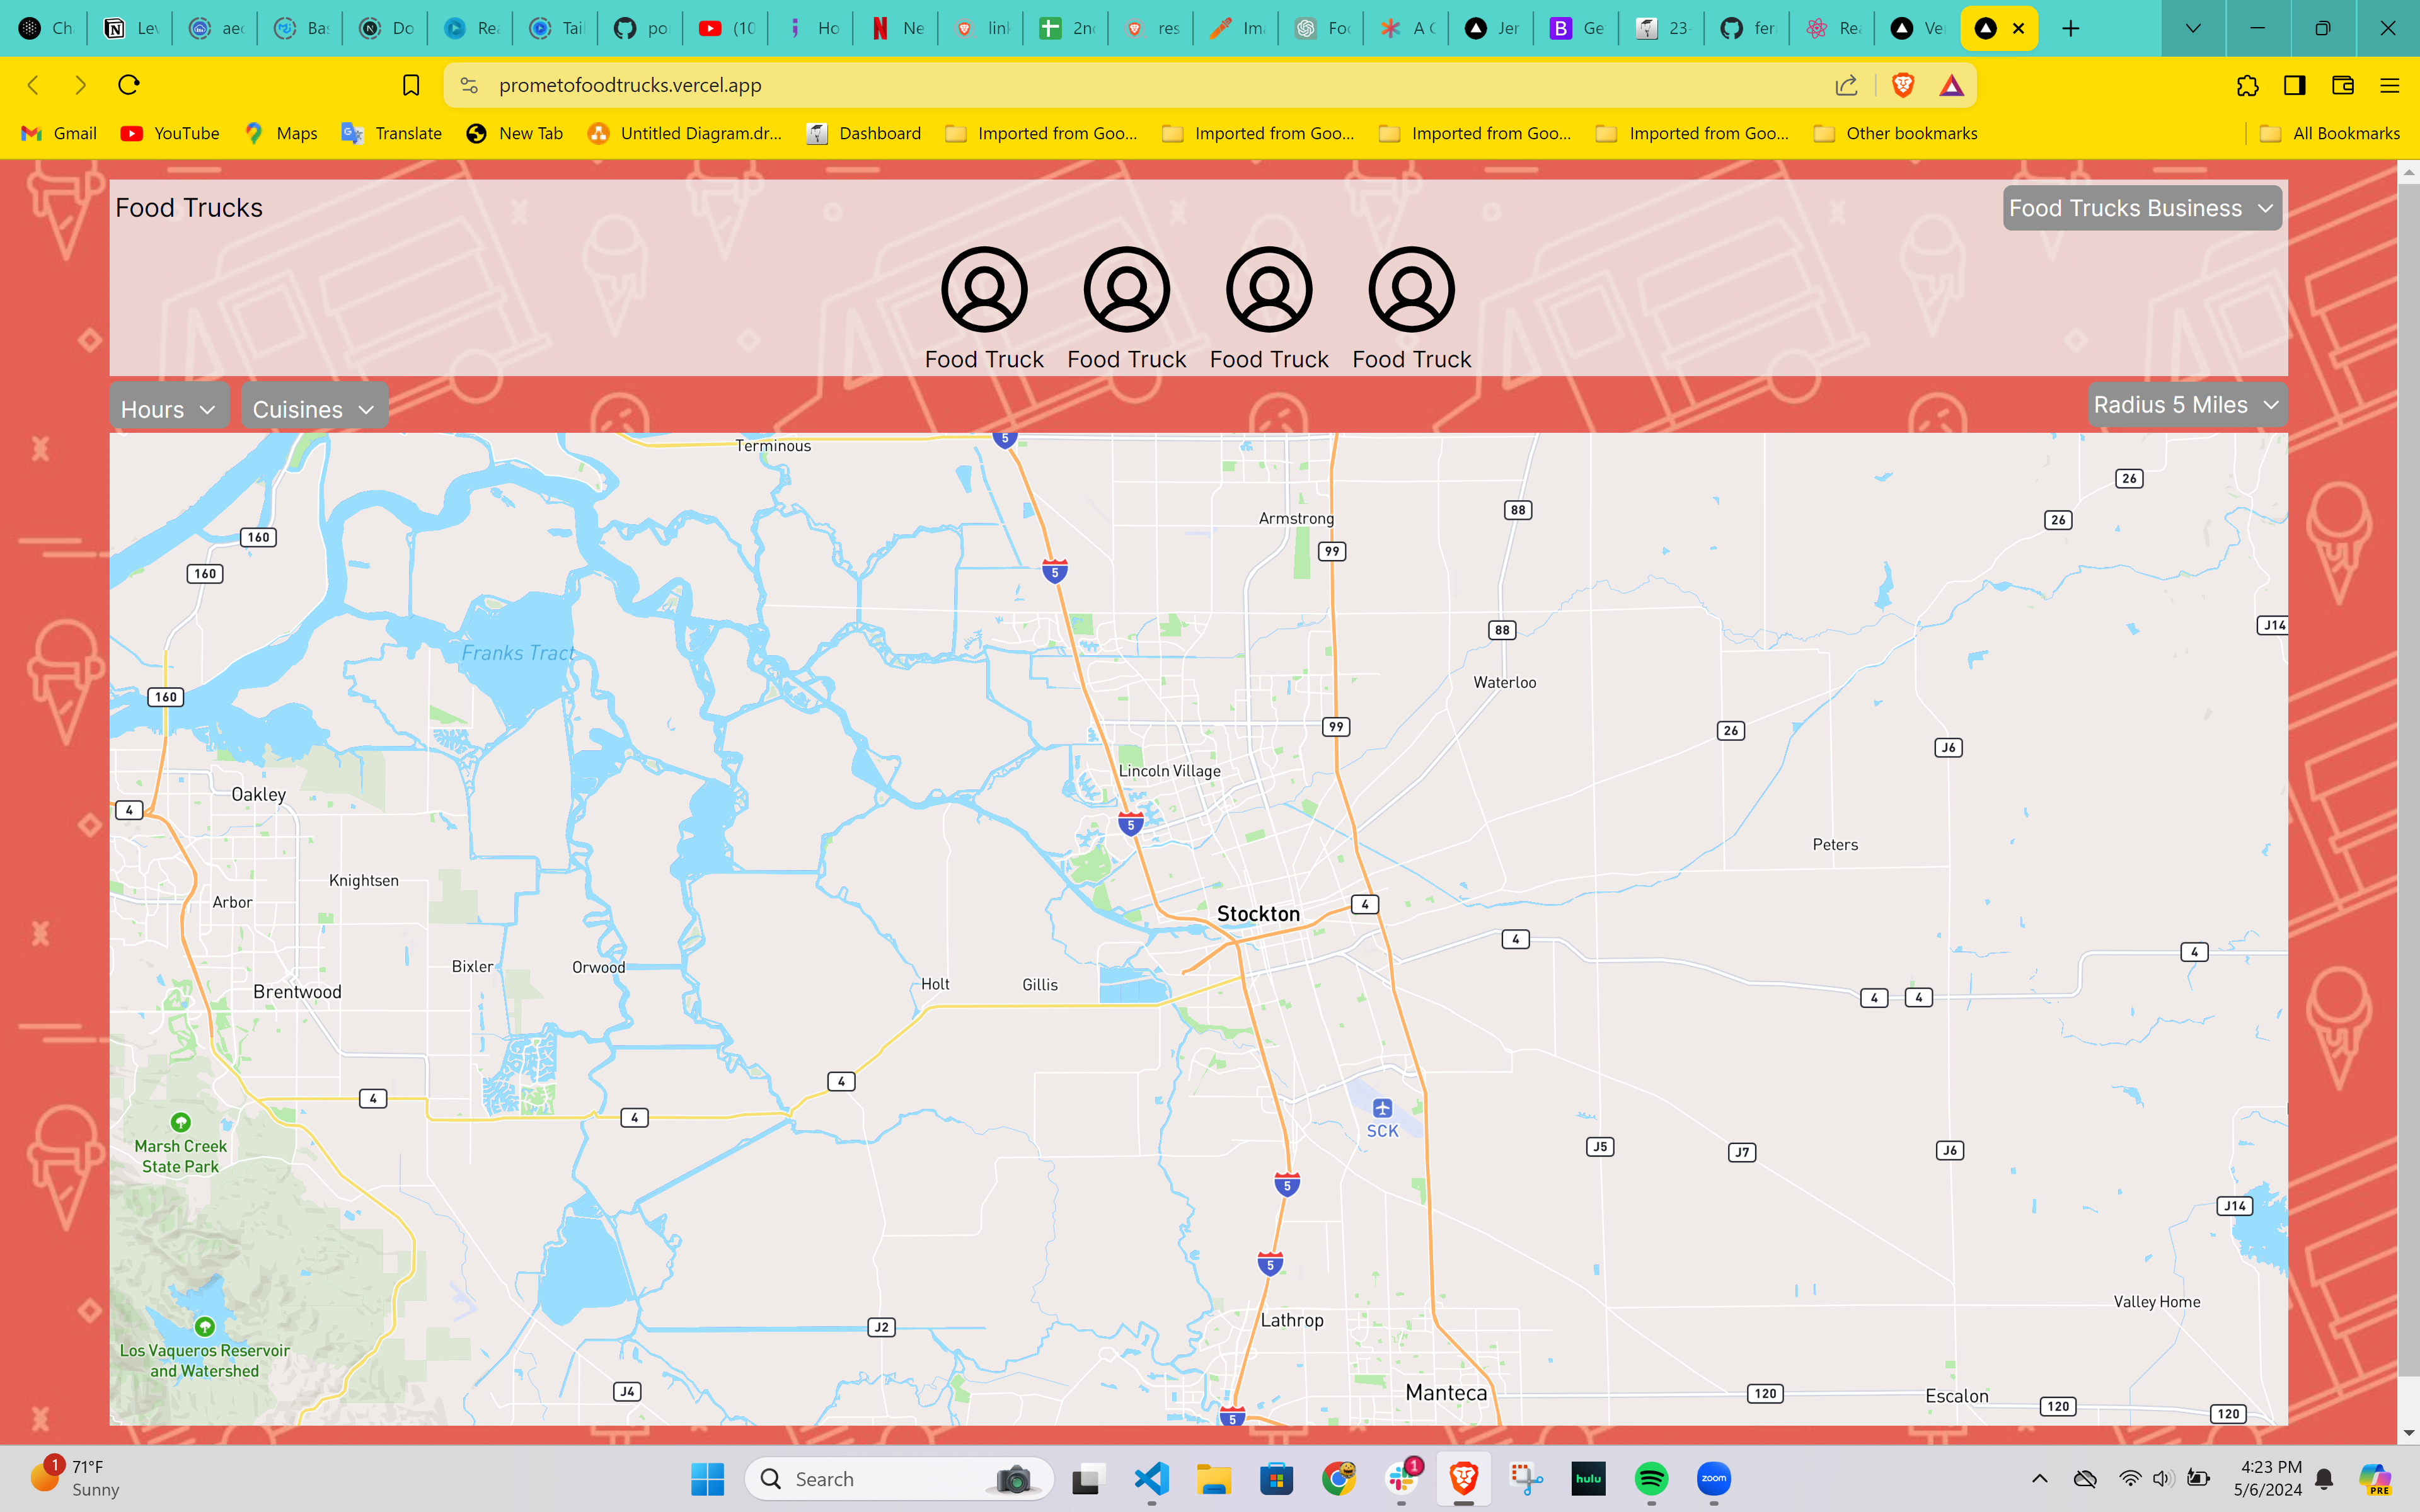 Ch
Lev
aec
Bas
Do
Rea
Tail
po
(10
Ho
Ne
link
2nd
res
Ima
Foo
A C
Jer
Ge
23-
fer
Rea
Ve
prometofoodtrucks.vercel.app
Gmail
YouTube
Maps
Translate
New Tab
Untitled Diagram.dr...
Dashboard
Imported from Goo...
Imported from Goo...
Imported from Goo...
Imported from Goo...
Other bookmarks
All Bookmarks
Food Trucks
Food Trucks Business
Food Truck
Food Truck
Food Truck
Food Truck
Hours
Cuisines
Radius 5 Miles
Terminous
5
26
88
Armstrong
26
160
99
5
160
J14
88
Franks Tract
Waterloo
160
99
26
J6
Lincoln Village
Oakley
4
5
Peters
Knightsen
Arbor
4
Stockton
4
4
Bixler
Orwood
Holt
Gillis
Brentwood
4
4
4
4
4
SCK
Marsh Creek
State Park
J5
J7
J6
5
J14
5
Valley Home
Lathrop
J2
Los Vaqueros Reservoir
and Watershed
J4
Manteca
120
Escalon
120
120
5
1
71°F
Sunny
Search
1
hulu
zoom
4:23 PM
5/6/2024
PRE